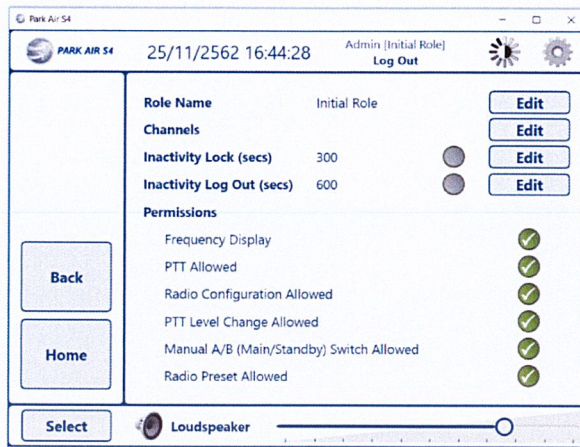 Park Air S4
PARK AIR S4 25/11/2562 16:44:28 Admin [Initial Role]
Log Out
Role Name Initial Role Edit
Channels Edit
Inactivity Lock (secs) 300 Edit
Inactivity Log Out (secs) 600 Edit
Permissions
Frequency Display
PTT Allowed
Radio Configuration Allowed
PTT Level Change Allowed
Manual A/B (Main/Standby) Switch Allowed
Radio Preset Allowed
Back
Home
Select Loudspeaker